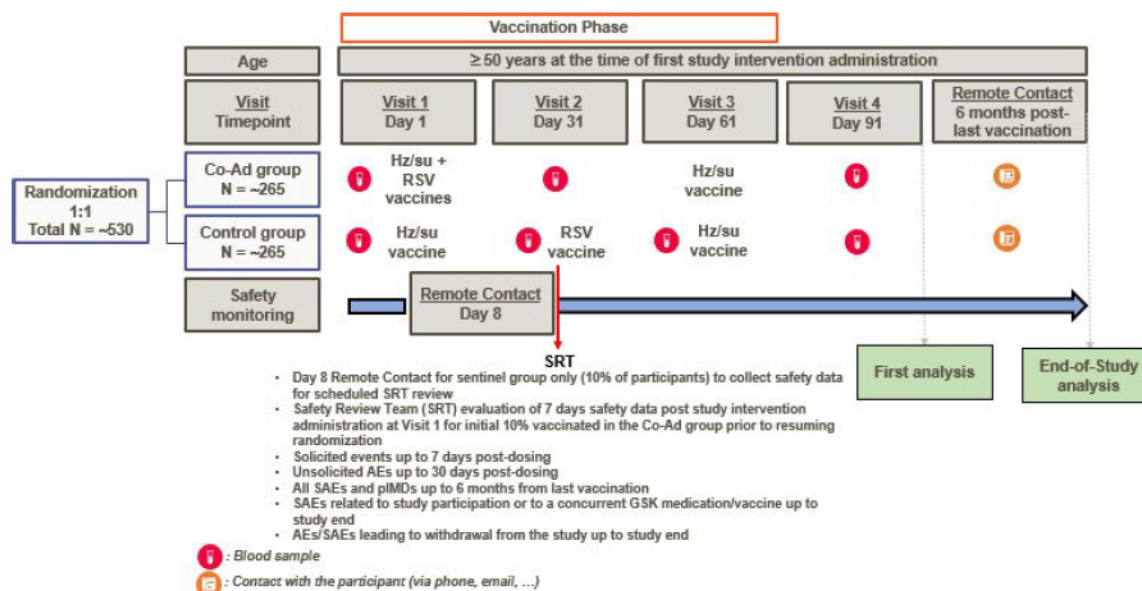 Vaccination Phase
Age
≥ 50 years at the time of first study intervention administration
Visit
Timepoint
Visit 1
Day 1
Visit 2
Day 31
Visit 3
Day 61
Visit 4
Day 91
Remote Contact
6 months post-
last vaccination
Randomization
1:1
Total N = ~530
Co-Ad group
N = ~265
Hz/su +
RSV
vaccines
Hz/su
vaccine
Control group
N = ~265
Hz/su
vaccine
RSV
vaccine
Hz/su
vaccine
Safety
monitoring
Remote Contact
Day 8
SRT
First analysis
End-of-Study
analysis
· Day 8 Remote Contact for sentinel group only (10% of participants) to collect safety data
for scheduled SRT review
· Safety Review Team (SRT) evaluation of 7 days safety data post study intervention
administration at Visit 1 for initial 10% vaccinated in the Co-Ad group prior to resuming
randomization
· Solicited events up to 7 days post-dosing
· Unsolicited AEs up to 30 days post-dosing
· All SAEs and pIMDs up to 6 months from last vaccination
· SAEs related to study participation or to a concurrent GSK medication/vaccine up to
study end
· AEs/SAEs leading to withdrawal from the study up to study end
: Blood sample
: Contact with the participant (via phone, email, ...)